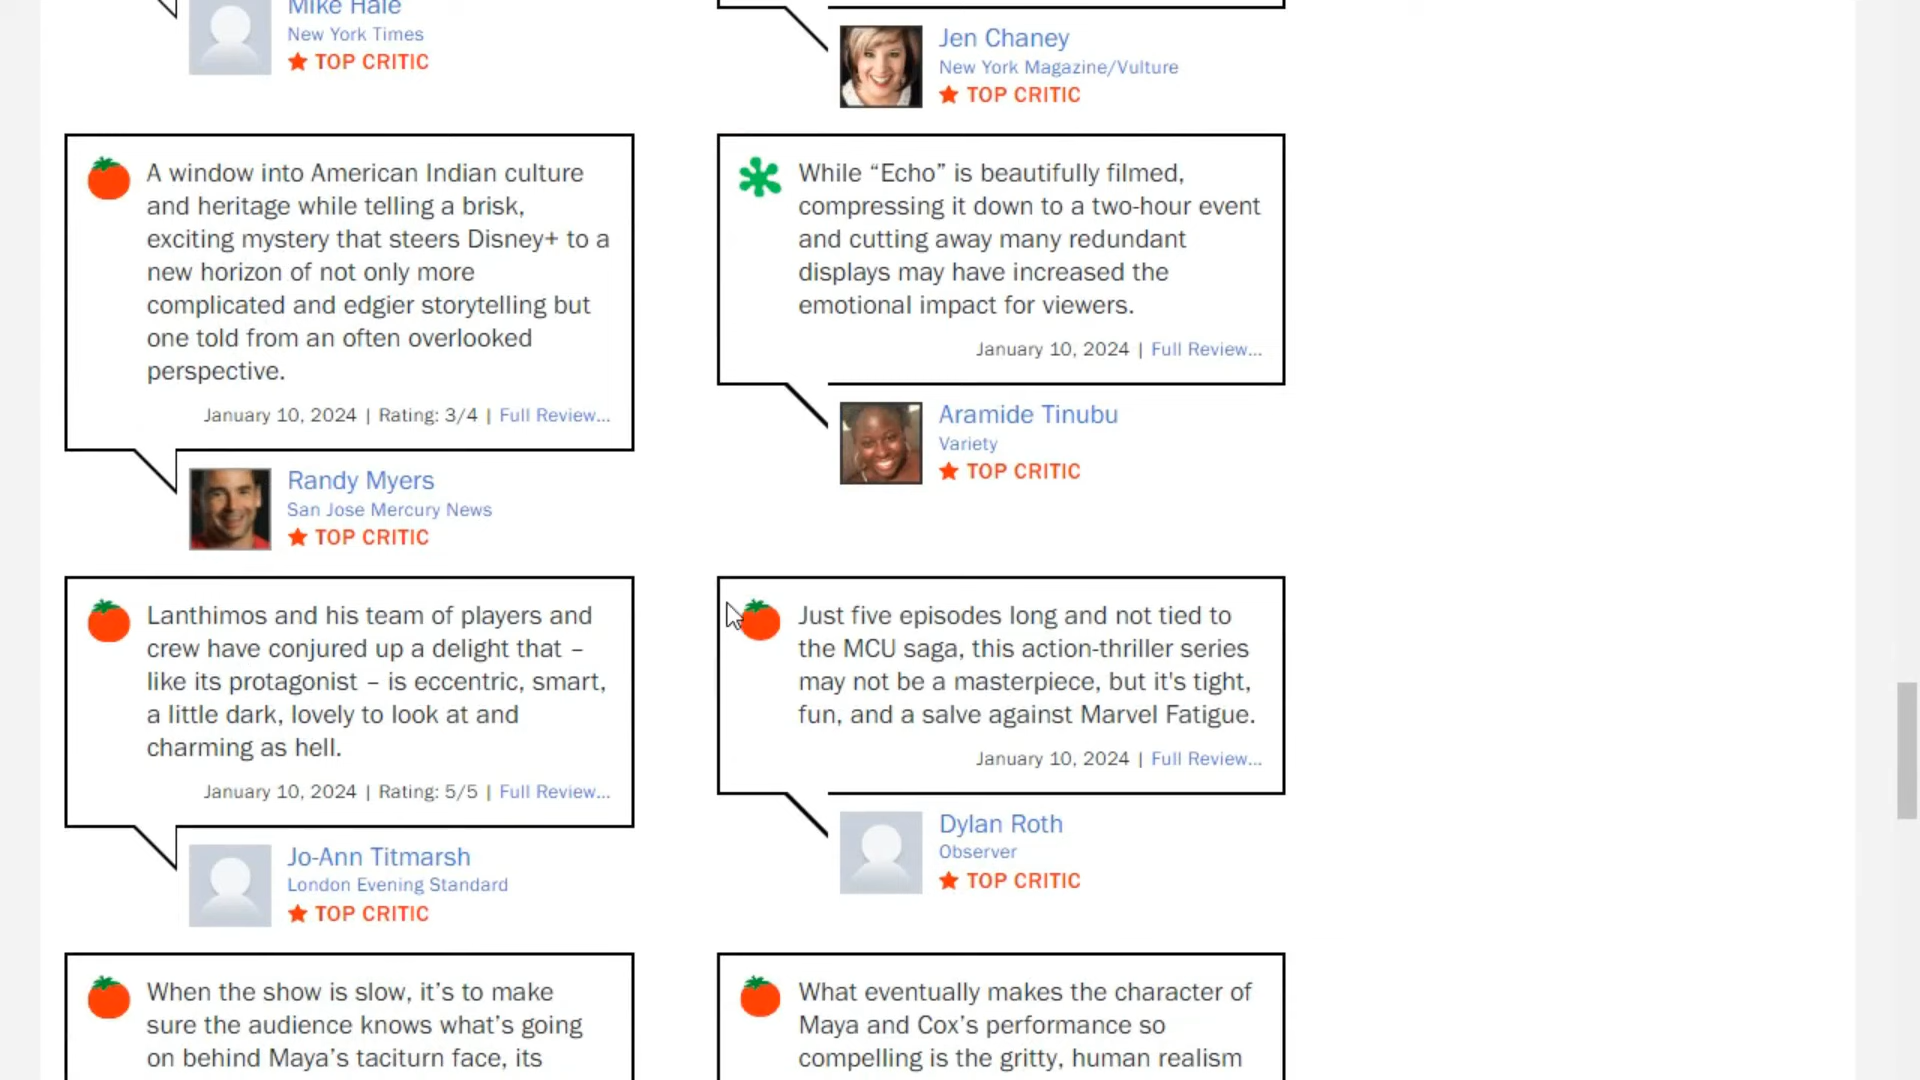 Mike Hale
New York Times
TOP CRITIC
Jen Chaney
New York Magazine/Vulture
TOP CRITIC
A window into American Indian culture
and heritage while telling a brisk,
exciting mystery that steers Disney+ to a
new horizon of not only more
complicated and edgier storytelling but
one told from an often overlooked
perspective.
January 10, 2024 | Rating: 3/4 | Full Review...
Randy Myers
San Jose Mercury News
TOP CRITIC
While “Echo” is beautifully filmed,
compressing it down to a two-hour event
and cutting away many redundant
displays may have increased the
emotional impact for viewers.
January 10, 2024 | Full Review...
Aramide Tinubu
Variety
TOP CRITIC
Lanthimos and his team of players and
crew have conjured up a delight that –
like its protagonist – is eccentric, smart,
a little dark, lovely to look at and
charming as hell.
January 10, 2024 | Rating: 5/5 | Full Review...
Jo-Ann Titmarsh
London Evening Standard
TOP CRITIC
Just five episodes long and not tied to
the MCU saga, this action-thriller series
may not be a masterpiece, but it's tight,
fun, and a salve against Marvel Fatigue.
January 10, 2024 | Full Review...
Dylan Roth
Observer
TOP CRITIC
When the show is slow, it’s to make
sure the audience knows what’s going
on behind Maya’s taciturn face, its
What eventually makes the character of
Maya and Cox’s performance so
compelling is the gritty, human realism